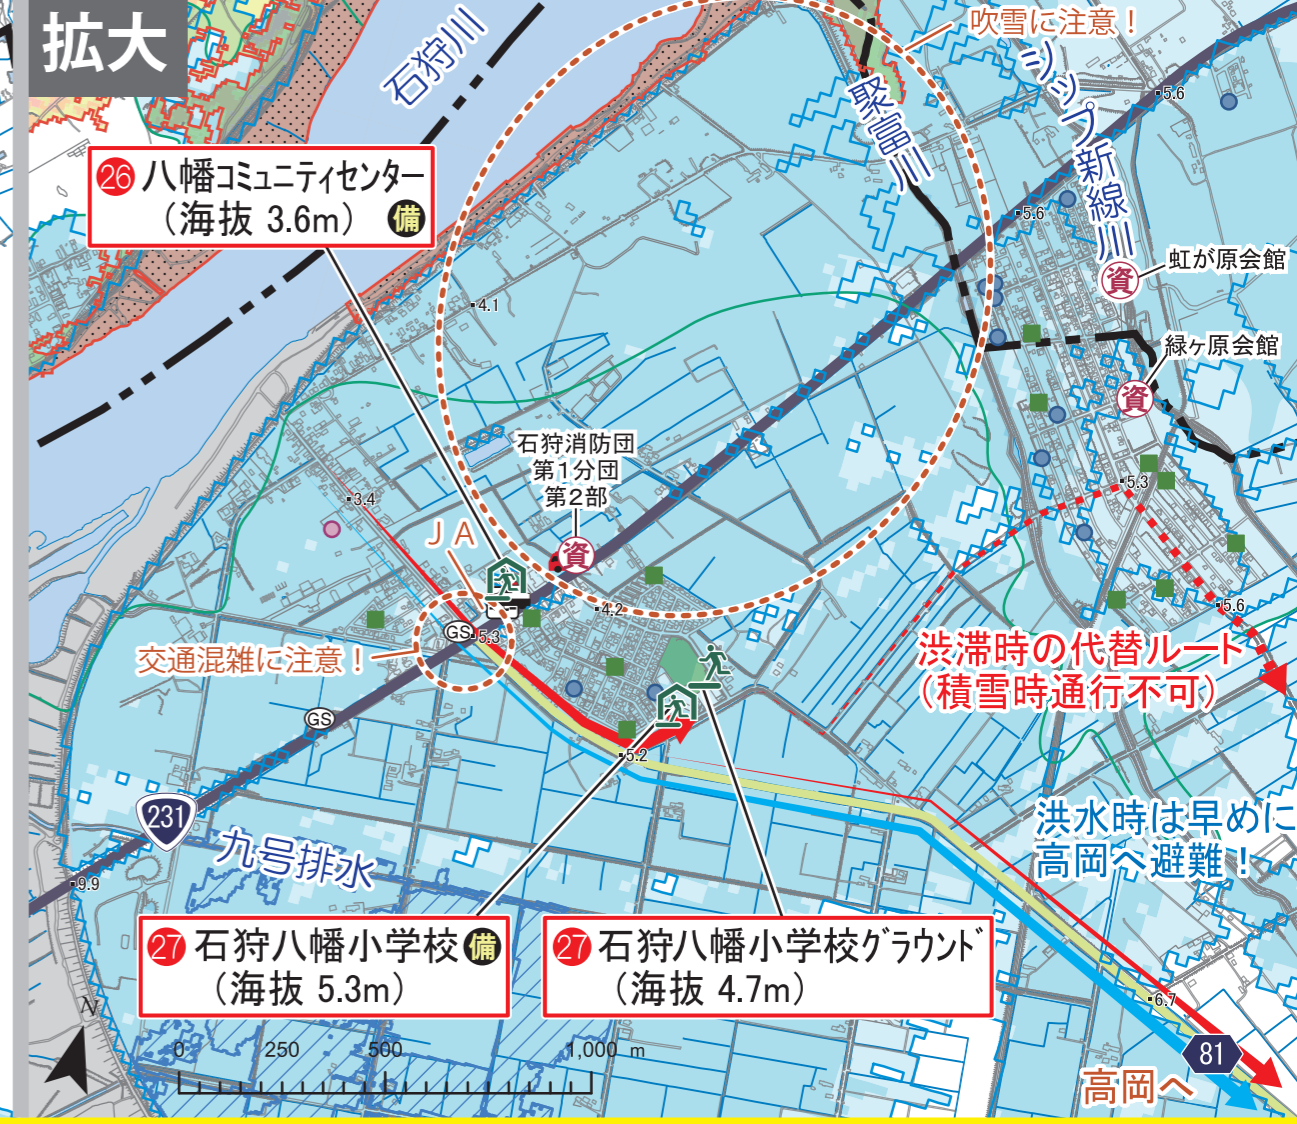 拡大
石狩川
吹雪に注意！
シップ新線川
聚富川
5.6
㉖ 八幡コミュニティセンター
（海抜 3.6m） 備
5.6
虹が原会館
資
4.1
緑ヶ原会館
資
石狩消防団
第1分団
第2部
資
3.4
ＪＡ
5.3
4.2
5.6
GS
5.3
交通混雑に注意！
渋滞時の代替ルート
（積雪時通行不可）
GS
5.2
231
洪水時は早めに
高岡へ避難！
九号排水
9.9
㉗ 石狩八幡小学校 備
（海抜 5.3m）
㉗ 石狩八幡小学校グラウンド
（海抜 4.7m）
N
6.7
0 250 500 1,000 m
81
高岡へ